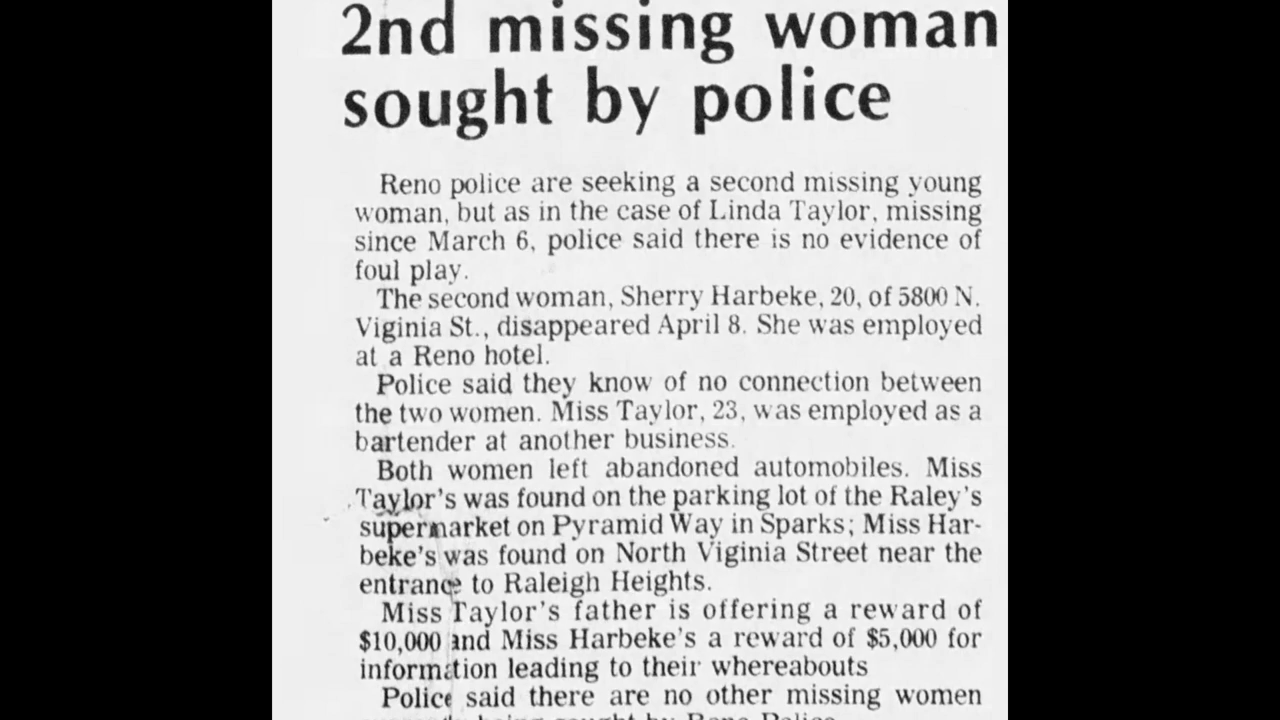 2nd missing woman
sought by police
Reno police are seeking a second missing young
woman, but as in the case of Linda Taylor, missing
since March 6, police said there is no evidence of
foul play.
The second woman, Sherry Harbeke, 20, of 5800 N.
Viginia St., disappeared April 8. She was employed
at a Reno hotel.
Police said they know of no connection between
the two women. Miss Taylor, 23, was employed as a
bartender at another business.
Both women left abandoned automobiles. Miss
Taylor's was found on the parking lot of the Raley's
supermarket on Pyramid Way in Sparks; Miss Har-
beke's was found on North Viginia Street near the
entrance to Raleigh Heights.
Miss Taylor's father is offering a reward of
$10,000 and Miss Harbeke's a reward of $5,000 for
information leading to their whereabouts
Police said there are no other missing women
being sought by Reno Police.